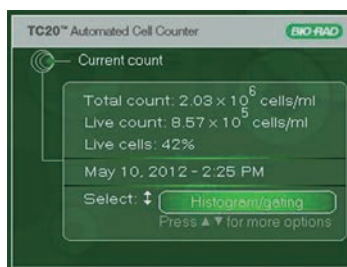 TC20™ Automated Cell Counter BIO-RAD
Current count
Total count: 2.03 × 10⁶ cells/ml
Live count: 8.57 × 10⁵ cells/ml
Live cells: 42%
May 10, 2012 - 2:25 PM
Select: ↕ Histogram/gating
Press ▲▼ for more options